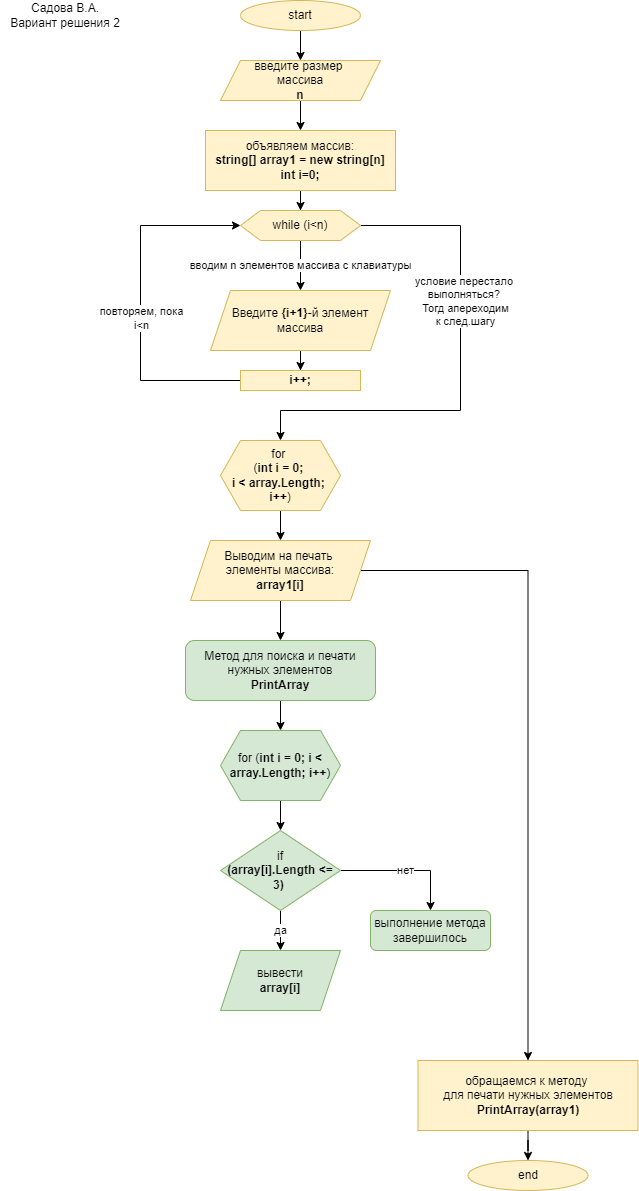 Садова В.А.
Вариант решения 2
start
введите размер
массива
n
объявляем массив:
string[] array1 = new string[n]
int i=0;
while (i<n)
вводим n элементов массива с клавиатуры
условие перестало
выполняться?
Тогд апереходим
к след.шагу
повторяем, пока
i<n
Введите {i+1}-й элемент
массива
i++;
for
(int i = 0;
i < array.Length;
i++)
Выводим на печать
элементы массива:
array1[i]
Метод для поиска и печати
нужных элементов
PrintArray
for (int i = 0; i <
array.Length; i++)
if
(array[i].Length <=
3)
нет
выполнение метода
завершилось
да
вывести
array[i]
обращаемся к методу
для печати нужных элементов
PrintArray(array1)
end